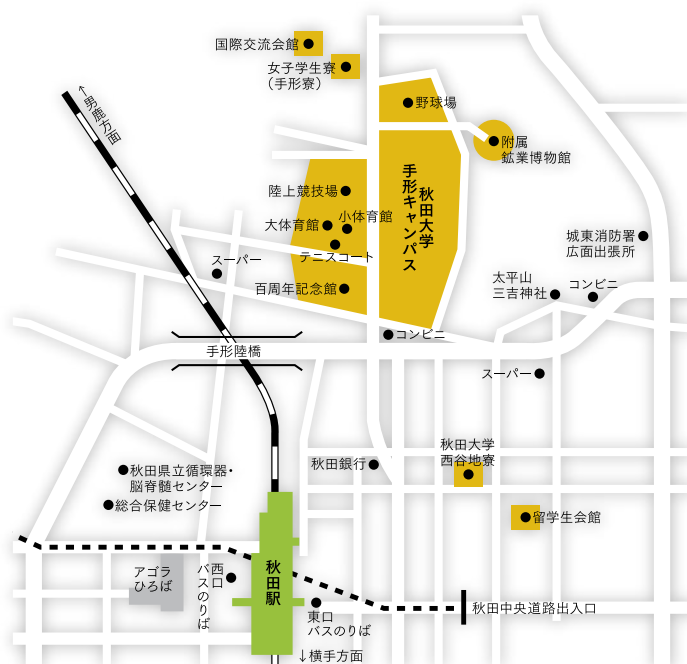 国際交流会館
女子学生寮
（手形寮）
↑男鹿方面
野球場
附属
鉱業博物館
秋田大学
手形キャンパス
陸上競技場
小体育館
大体育館
テニスコート
城東消防署
広面出張所
スーパー
百周年記念館
太平山
三吉神社
コンビニ
コンビニ
手形陸橋
スーパー
秋田大学
西谷地寮
秋田銀行
秋田県立循環器・
脳脊髄センター
総合保健センター
留学生会館
アゴラ
ひろば
西口
バスのりば
秋田駅
東口
バスのりば
秋田中央道路出入口
↓横手方面